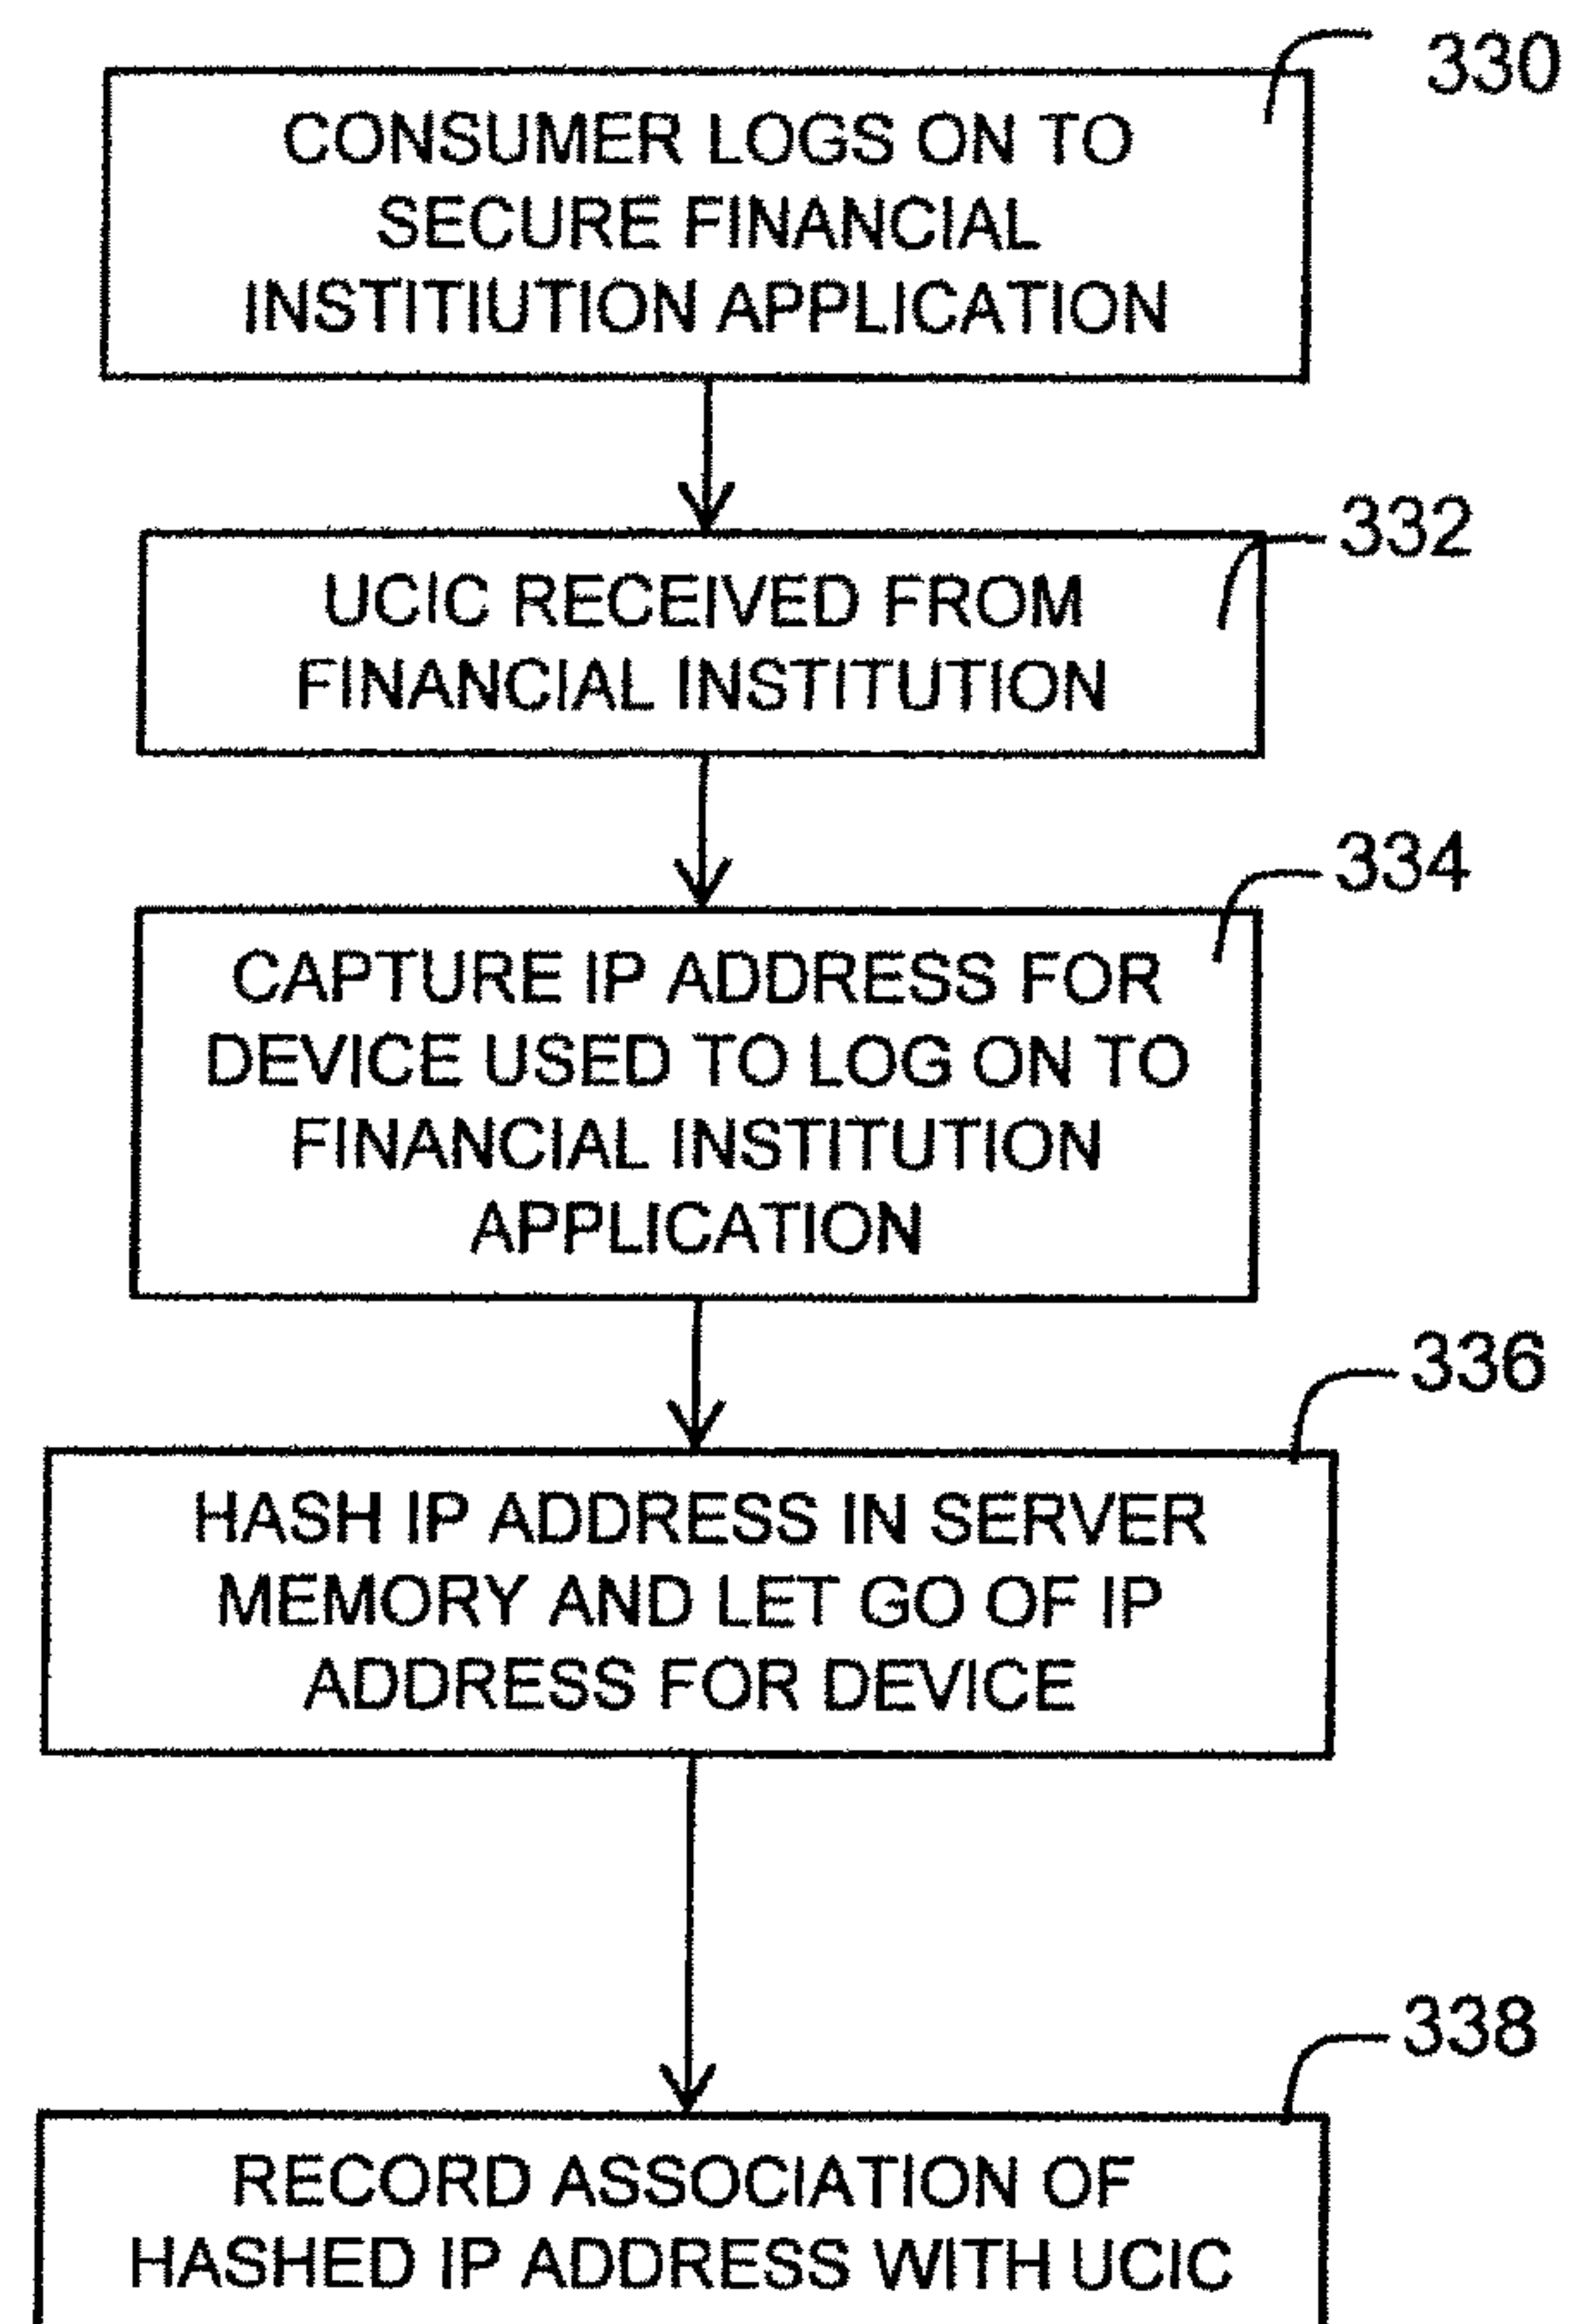 330
CONSUMER LOGS ON TO
SECURE FINANCIAL
INSTITIUTION APPLICATION
332
UCIC RECEIVED FROM
FINANCIAL INSTITUTION
334
CAPTURE IP ADDRESS FOR
DEVICE USED TO LOG ON TO
FINANCIAL INSTITUTION
APPLICATION
336
HASH IP ADDRESS IN SERVER
MEMORY AND LET GO OF IP
ADDRESS FOR DEVICE
338
RECORD ASSOCIATION OF
HASHED IP ADDRESS WITH UCIC